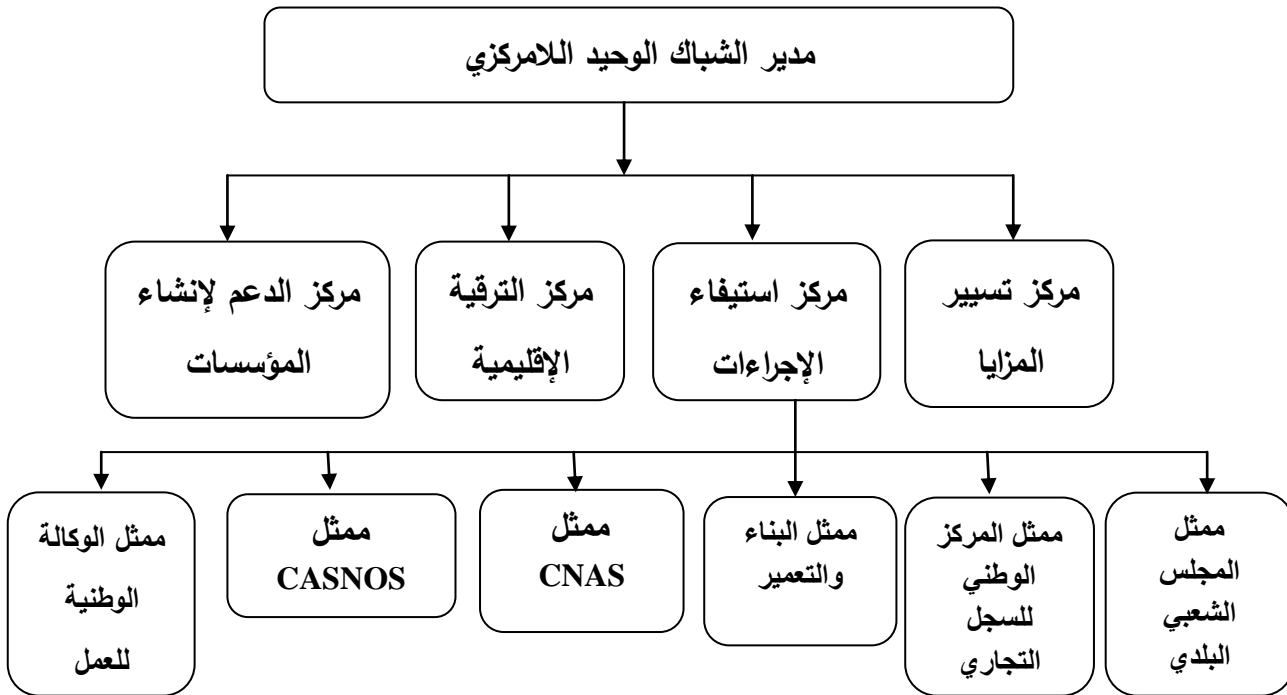 مدير الشباك الوحيد اللامركزي
مركز تسيير
المزايا
مركز استيفاء
الإجراءات
مركز الترقية
الإقليمية
مركز الدعم لإنشاء
المؤسسات
ممثل
المجلس
الشعبي
البلدي
ممثل المركز
الوطني
للسجل
التجاري
ممثل البناء
والتعمير
ممثل
CNAS
ممثل
CASNOS
ممثل الوكالة
الوطنية
للعمل